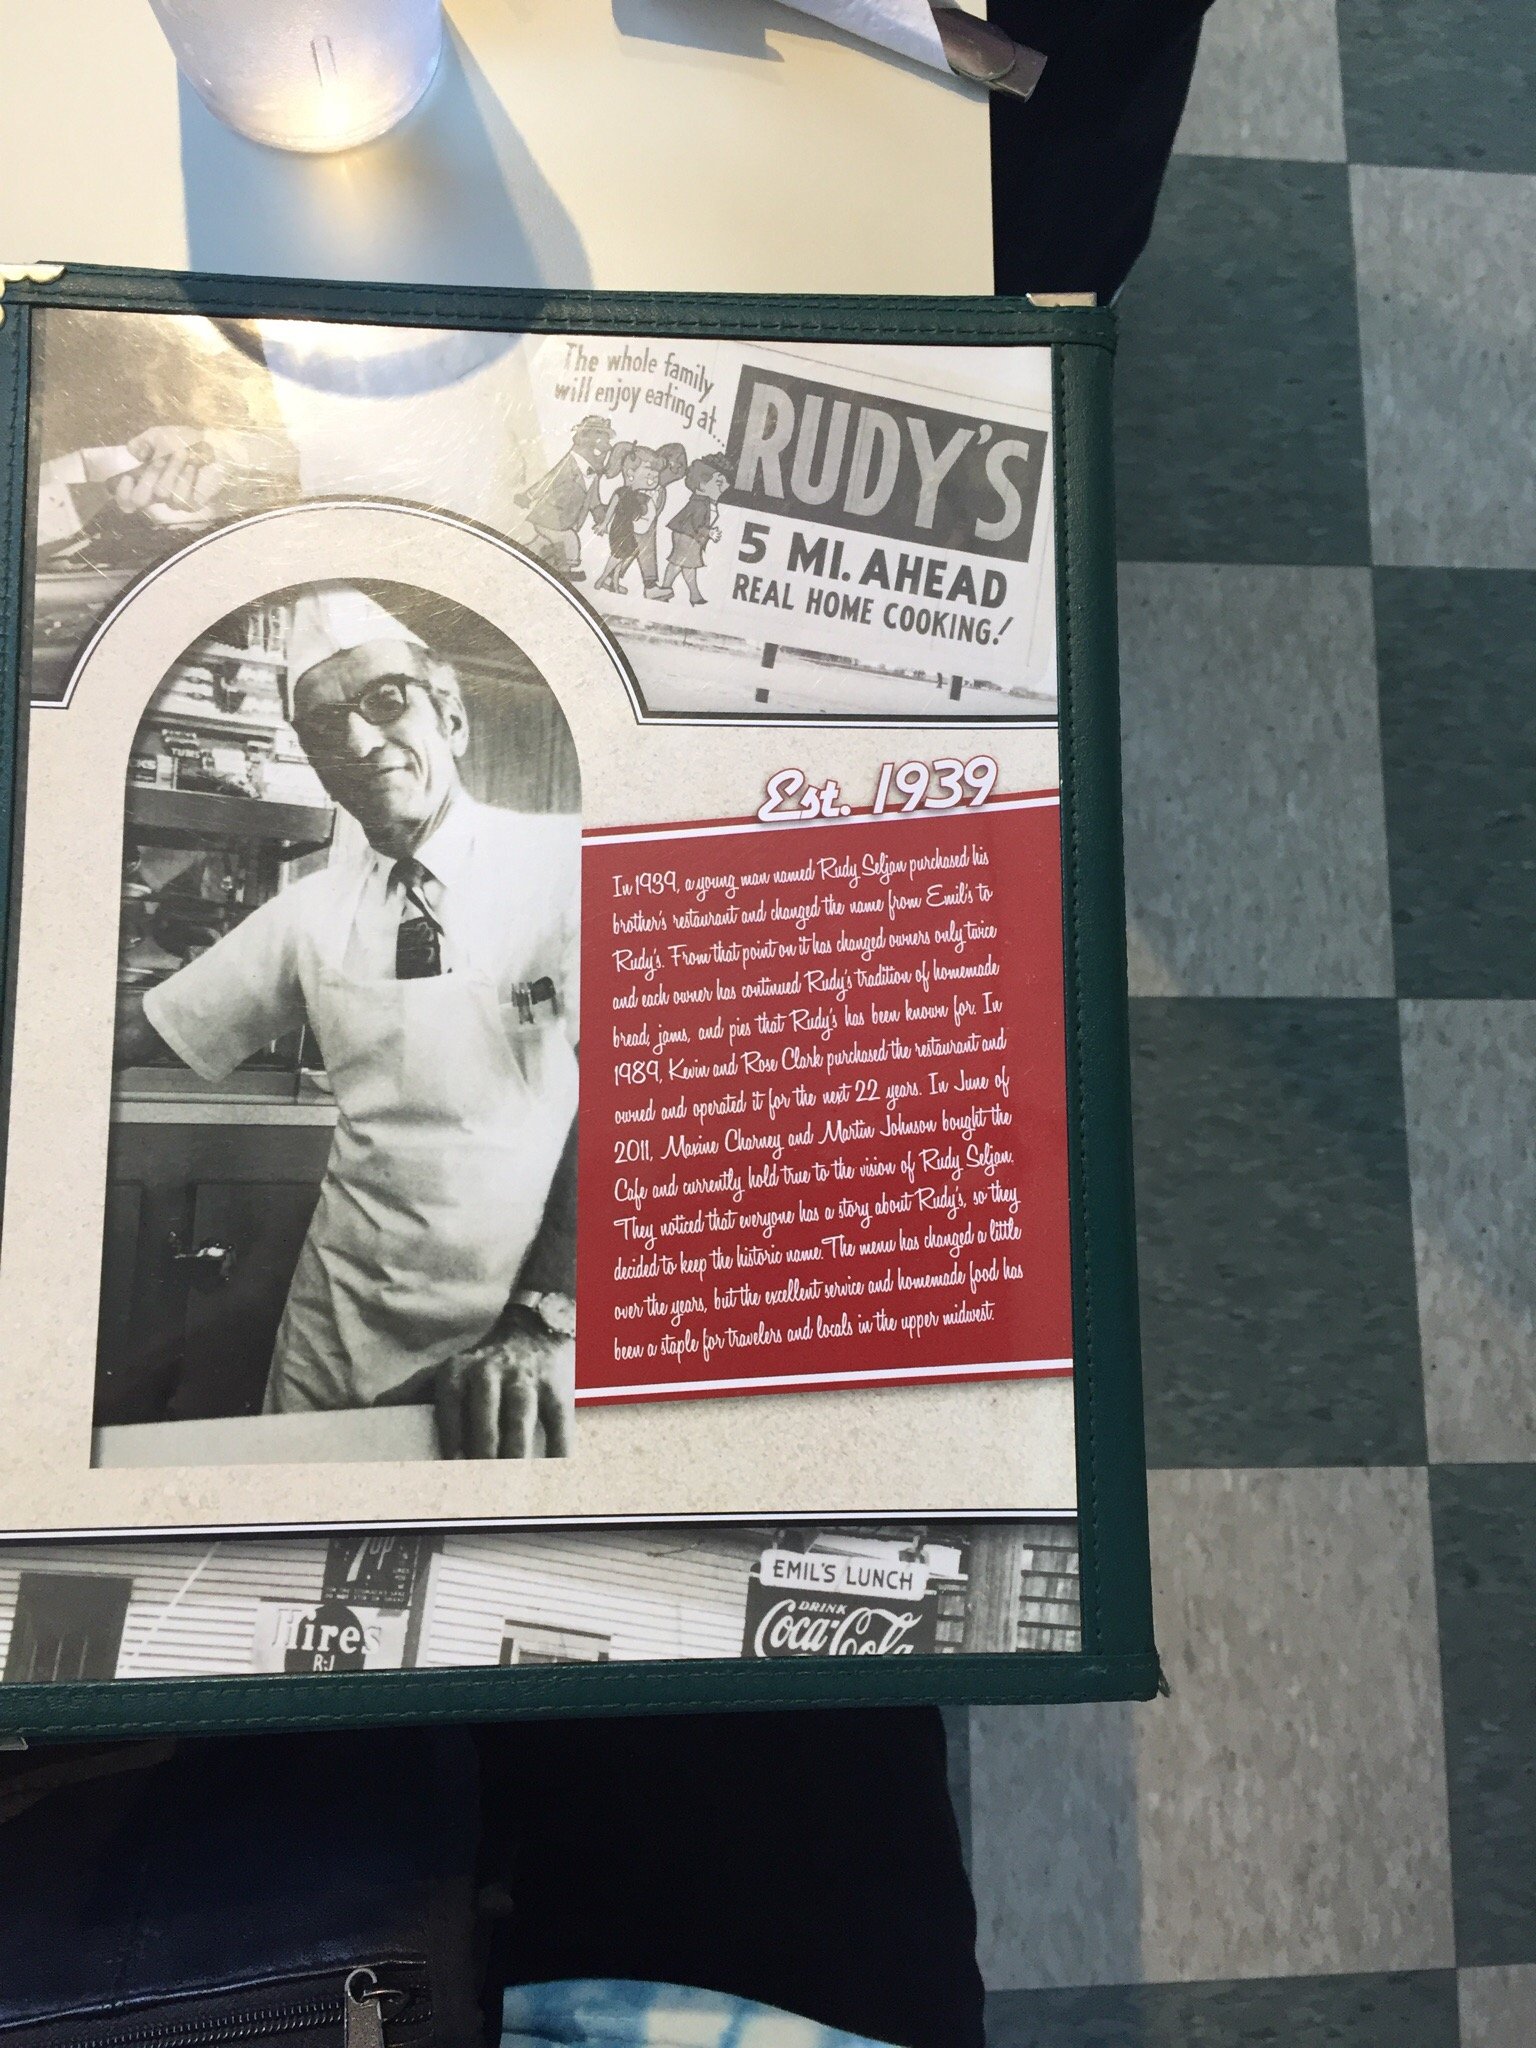 The whole family
will enjoy eating at...
RUDY'S
5 MI. AHEAD
REAL HOME COOKING!
TUMS
Est. 1939
In 1939, a young man named Rudy Seljan purchased his
brother's restaurant and changed the name from Emil's to
Rudy's. From that point on it has changed owners only twice
and each owner has continued Rudy's tradition of homemade
bread, jams, and pies that Rudy's has been known for. In
1989, Kevin and Rose Clark purchased the restaurant and
owned and operated it for the next 22 years. In June of
2011, Maxine Charney and Martin Johnson bought the
Cafe and currently hold true to the vision of Rudy Seljan.
They noticed that everyone has a story about Rudy's, so they
decided to keep the historic name. The menu has changed a little
over the years, but the excellent service and homemade food has
been a staple for travelers and locals in the upper midwest.
7up
Hires
R-J
EMIL'S LUNCH
DRINK
Coca-Cola